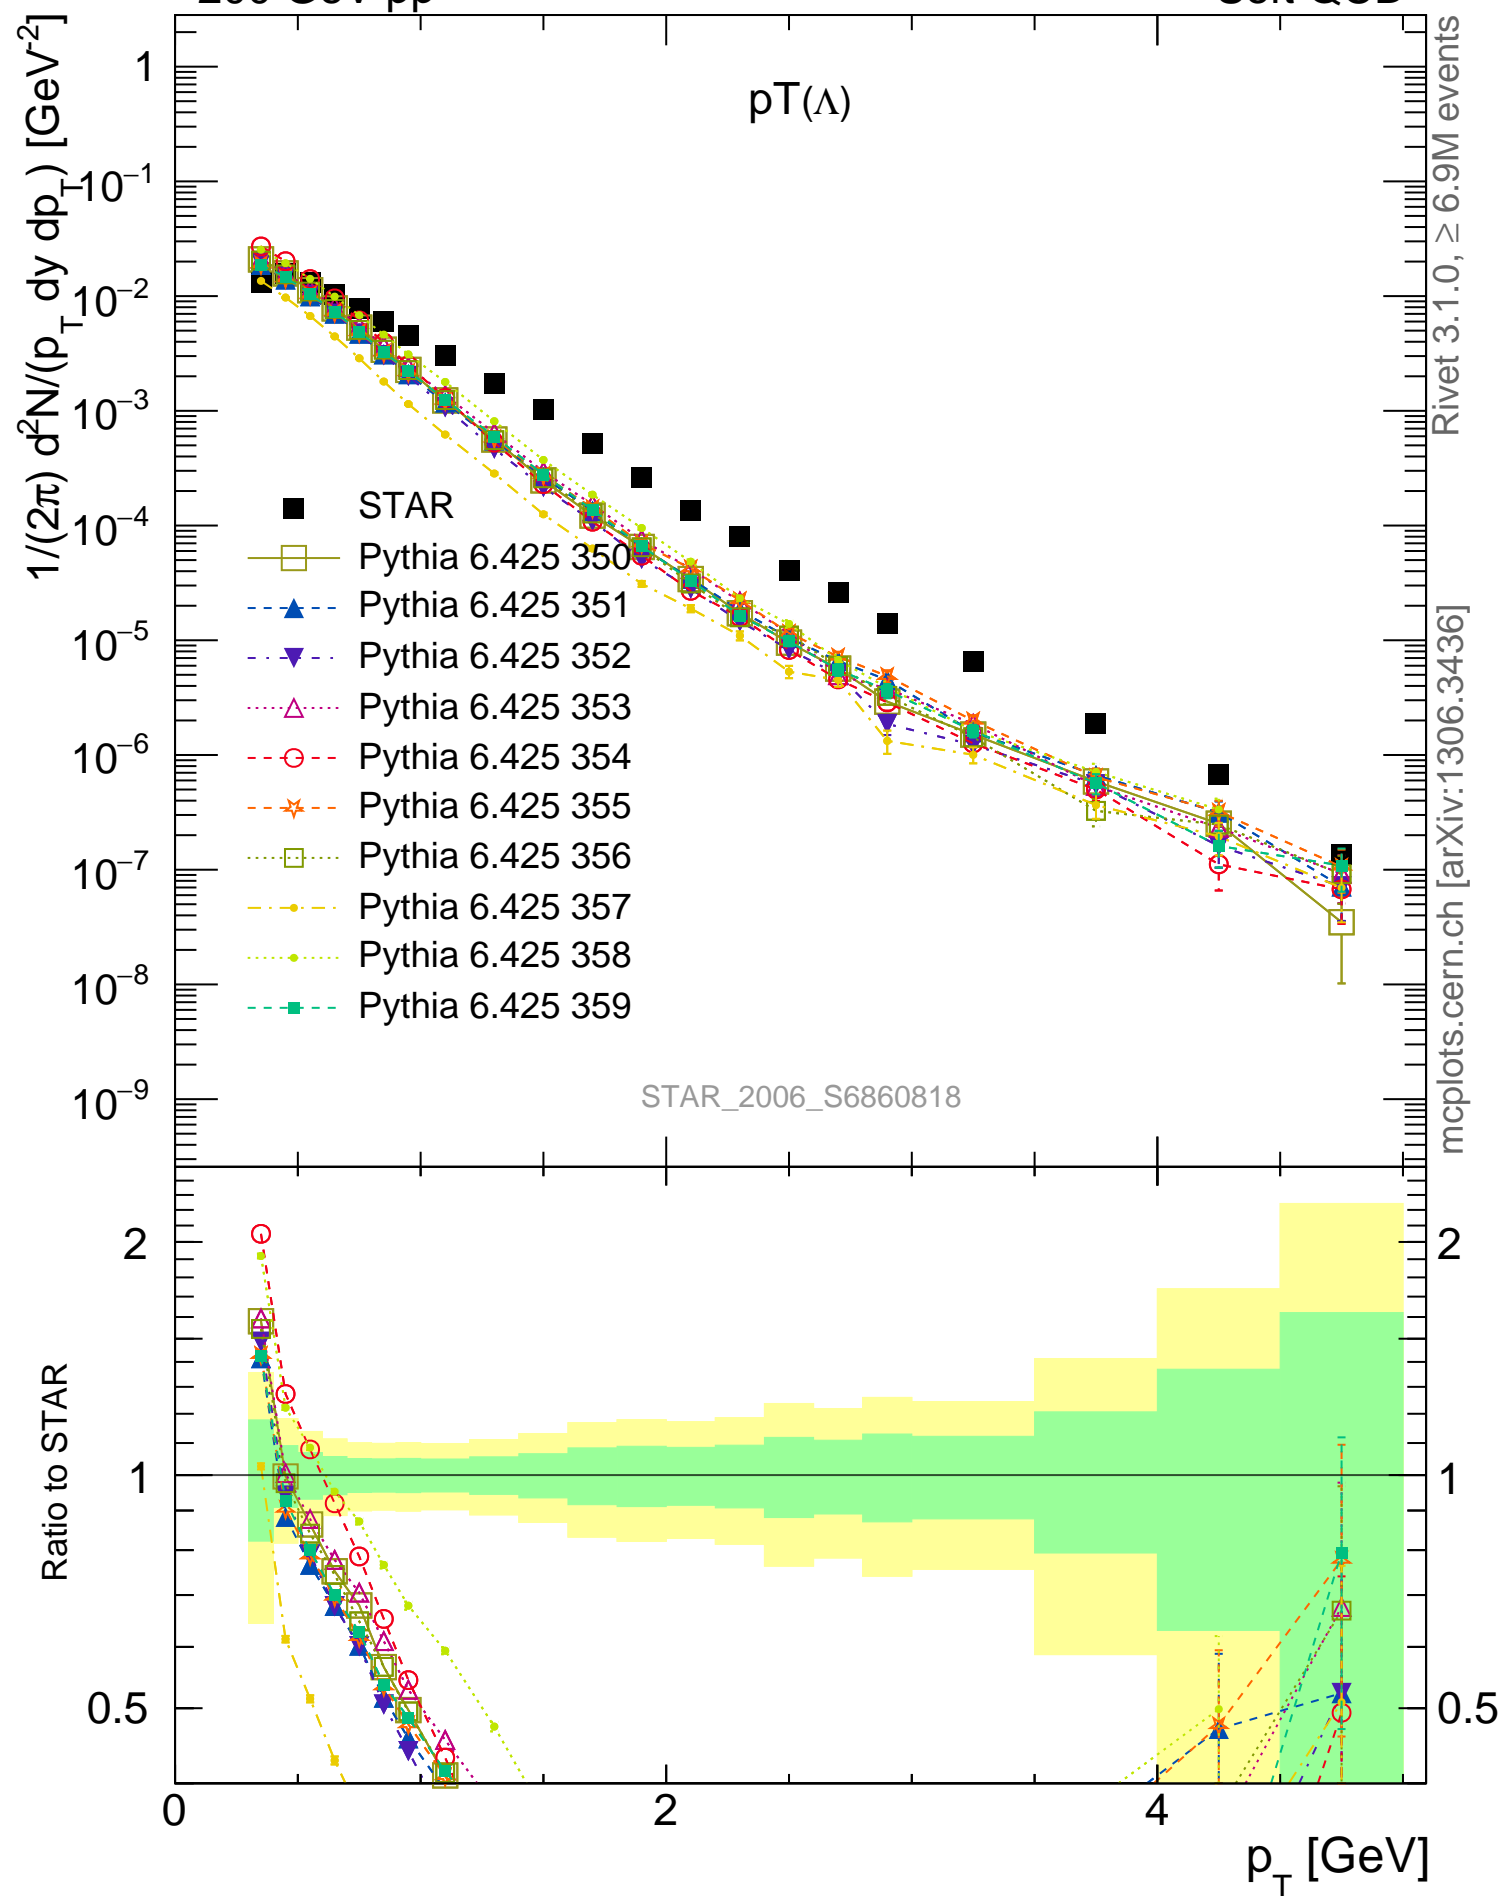 200 GeV pp
Soft QCD
pT(Λ)
1/(2π) d²N/(p_T dy dp_T) [GeV⁻²]
1
10⁻¹
10⁻²
10⁻³
10⁻⁴
10⁻⁵
10⁻⁶
10⁻⁷
10⁻⁸
10⁻⁹
STAR
Pythia 6.425 350
Pythia 6.425 351
Pythia 6.425 352
Pythia 6.425 353
Pythia 6.425 354
Pythia 6.425 355
Pythia 6.425 356
Pythia 6.425 357
Pythia 6.425 358
Pythia 6.425 359
STAR_2006_S6860818
Rivet 3.1.0, ≥ 6.9M events
mcplots.cern.ch [arXiv:1306.3436]
Ratio to STAR
2
1
0.5
2
1
0.5
0
2
4
p_T [GeV]